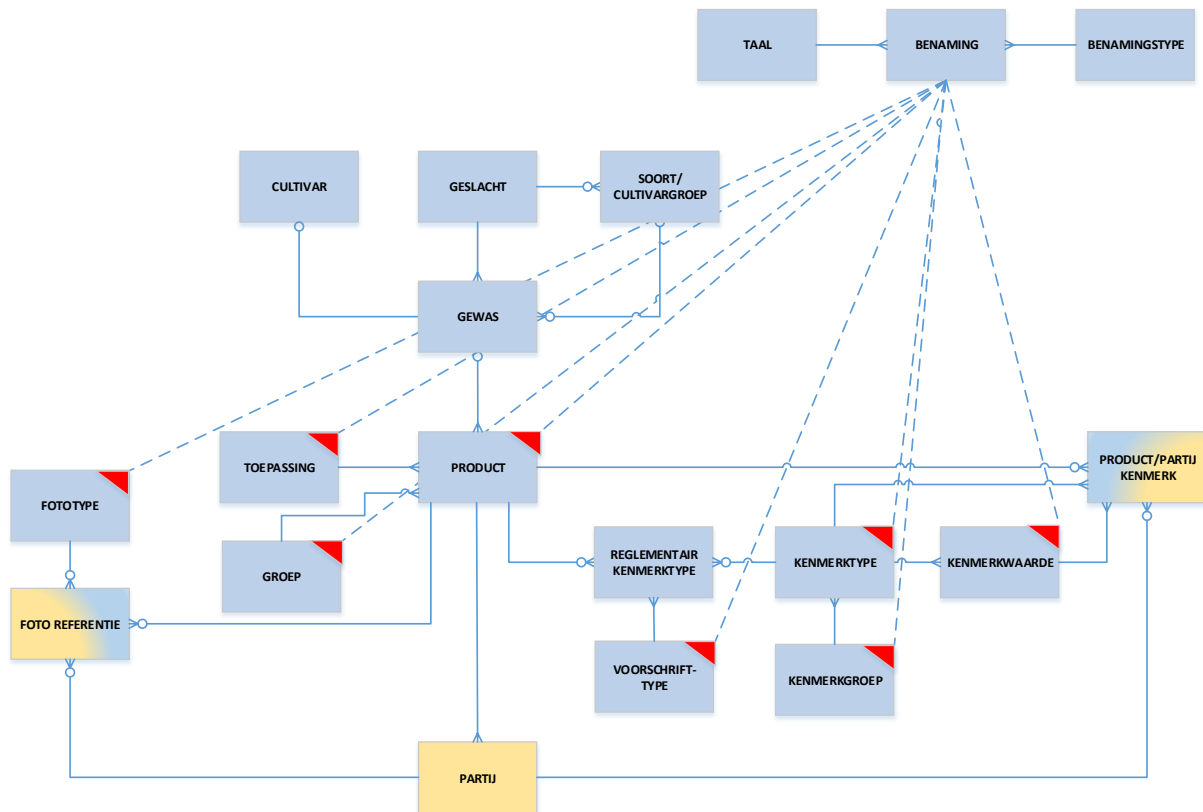 TAAL
BENAMING
BENAMINGSTYPE
CULTIVAR
GESLACHT
SOORT/
CULTIVARGROEP
GEWAS
TOEPASSING
PRODUCT
PRODUCT/PARTIJ
KENMERK
FOTOTYPE
GROEP
REGLEMENTAIR
KENMERKTYPE
KENMERKTYPE
KENMERKWAARDE
FOTO REFERENTIE
VOORSCHRIFT-
TYPE
KENMERKGROEP
PARTIJ